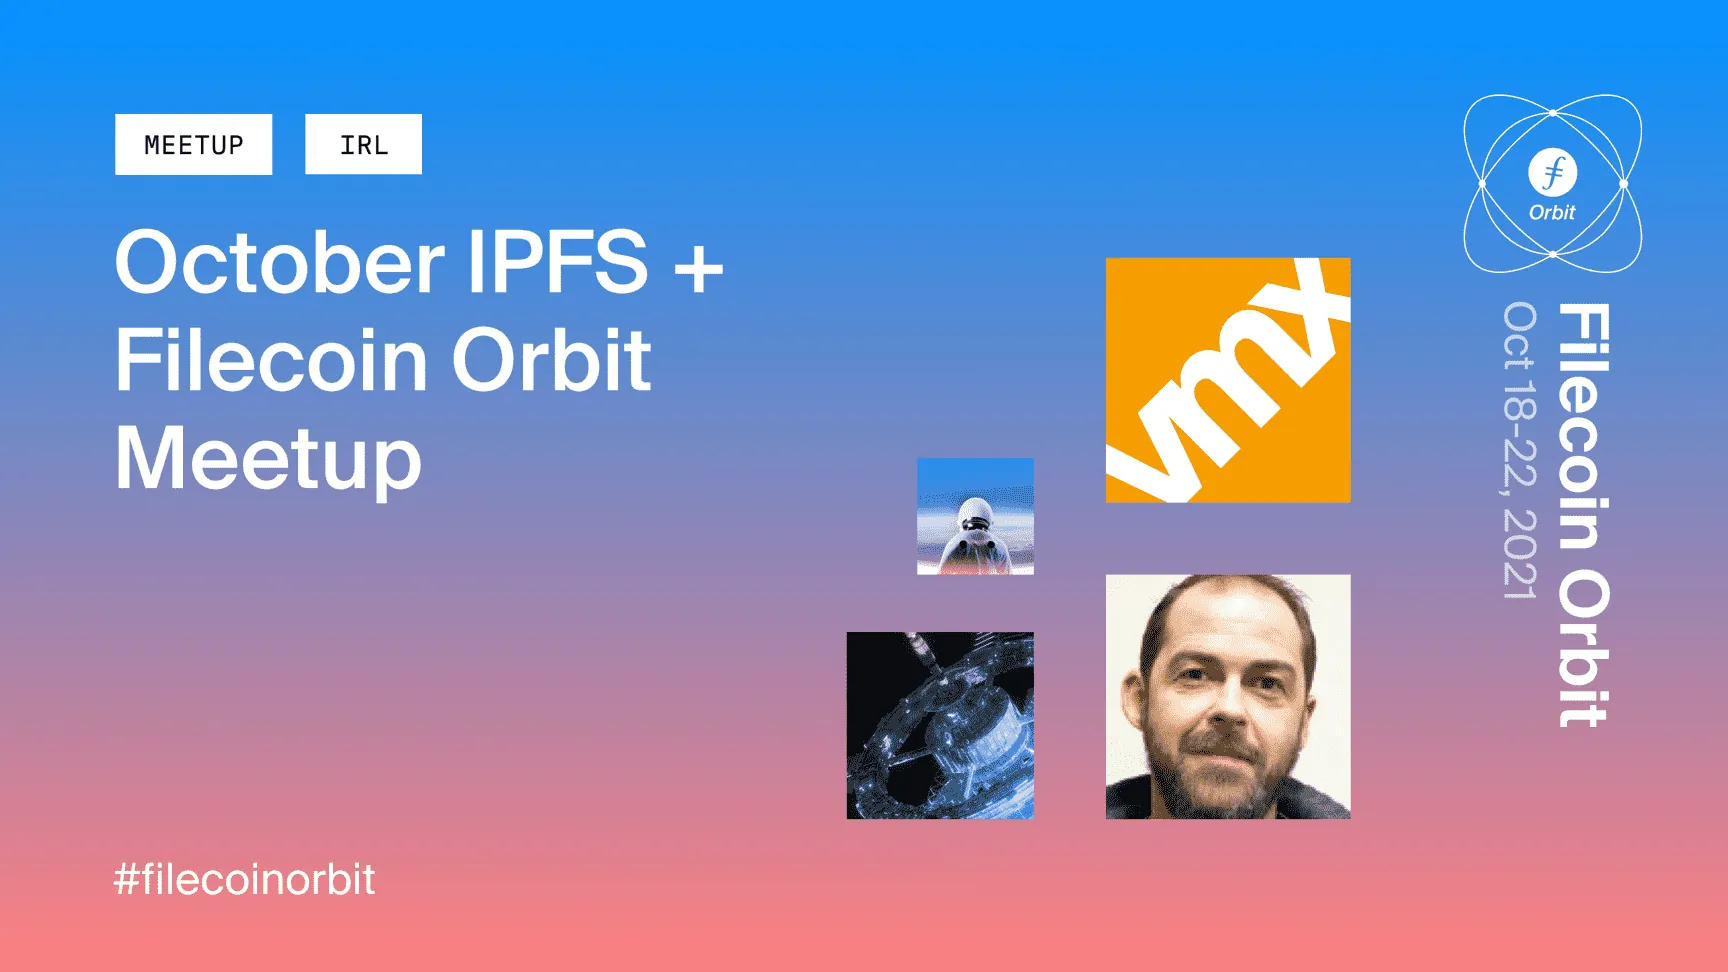 MEETUP
IRL
October IPFS +
Filecoin Orbit
Meetup
#filecoinorbit
vmx
Orbit
Filecoin Orbit
Oct 18-22, 2021